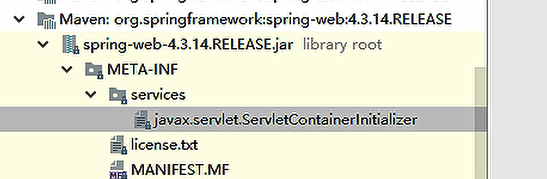 Maven: org.springframework:spring-web:4.3.14.RELEASE
spring-web-4.3.14.RELEASE.jar library root
META-INF
services
javax.servlet.ServletContainerInitializer
license.txt
MANIFEST.MF